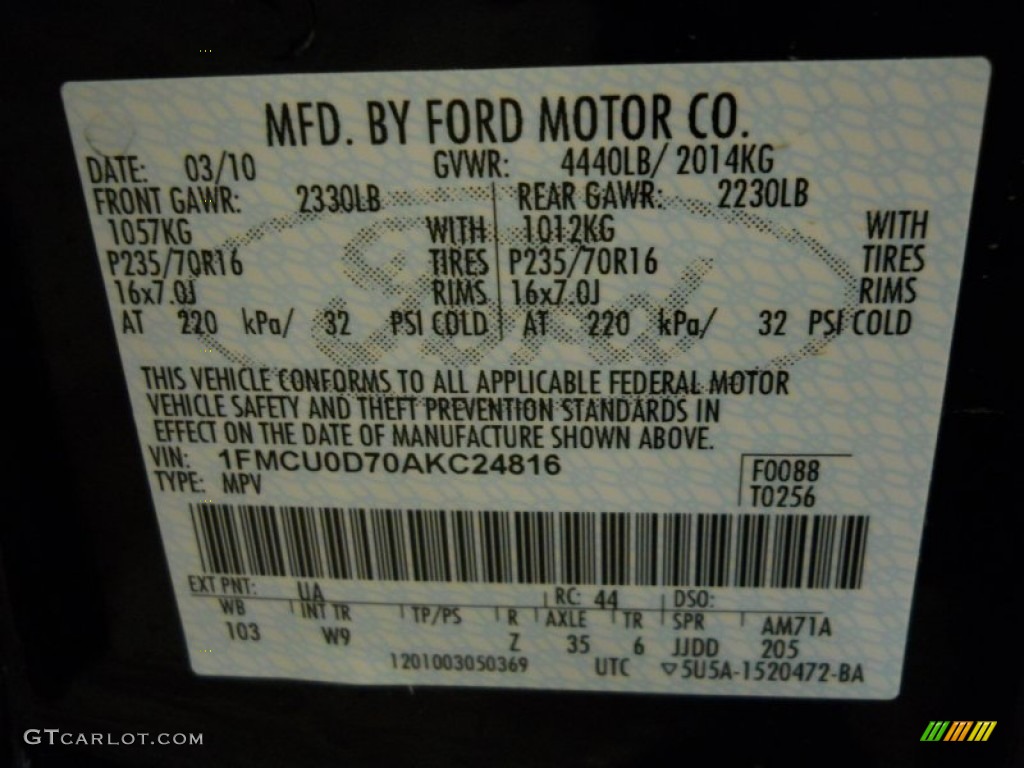 MFD. BY FORD MOTOR CO.
DATE: 03/10 GVWR: 4440LB/ 2014KG
FRONT GAWR: 2330LB REAR GAWR: 2230LB
1057KG WITH 1012KG WITH
P235/70R16 TIRES P235/70R16 TIRES
16x7.0J RIMS 16x7.0J RIMS
AT 220 kPa/ 32 PSI COLD AT 220 kPa/ 32 PSI COLD
THIS VEHICLE CONFORMS TO ALL APPLICABLE FEDERAL MOTOR
VEHICLE SAFETY AND THEFT PREVENTION STANDARDS IN
EFFECT ON THE DATE OF MANUFACTURE SHOWN ABOVE.
VIN: 1FMCU0D70AKC24816 F0088
TYPE: MPV T0256
EXT PNT: UA RC: 44 DSO:
WB INT TR TP/PS R AXLE TR SPR AM71A
103 W9 Z 35 6 JJDD 205
1201003050369 UTC ▽5U5A-1520472-BA
Ford
GTCARLOT.COM